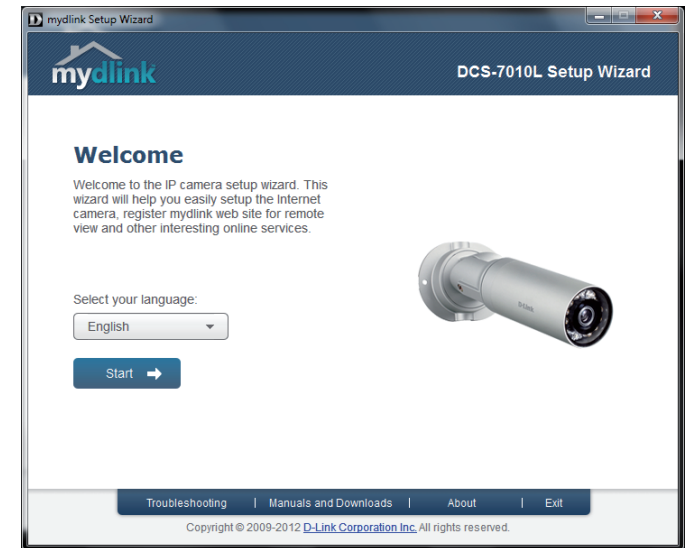 mydlink Setup Wizard
mydlink
DCS-7010L Setup Wizard
Welcome
Welcome to the IP camera setup wizard. This
wizard will help you easily setup the Internet
camera, register mydlink web site for remote
view and other interesting online services.
Select your language:
English
Start
D-Link
Troubleshooting | Manuals and Downloads | About | Exit
Copyright © 2009-2012 D-Link Corporation Inc. All rights reserved.